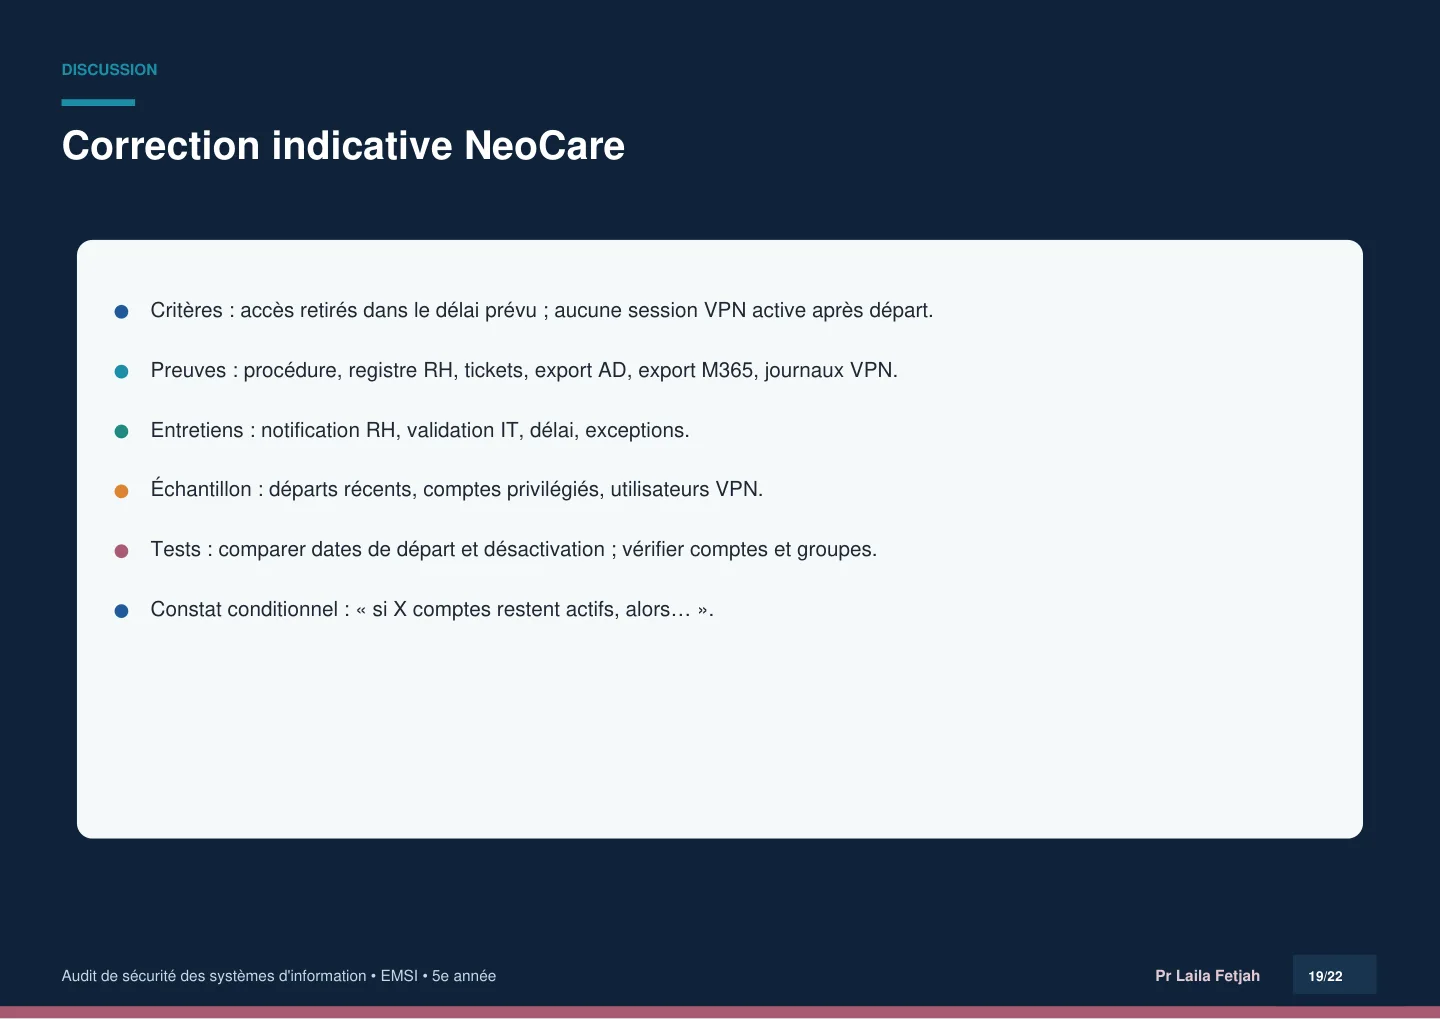 DISCUSSION
Correction indicative NeoCare
Critères : accès retirés dans le délai prévu ; aucune session VPN active après départ.
Preuves : procédure, registre RH, tickets, export AD, export M365, journaux VPN.
Entretiens : notification RH, validation IT, délai, exceptions.
Échantillon : départs récents, comptes privilégiés, utilisateurs VPN.
Tests : comparer dates de départ et désactivation ; vérifier comptes et groupes.
Constat conditionnel : « si X comptes restent actifs, alors… ».
Audit de sécurité des systèmes d'information • EMSI • 5e année
Pr Laila Fetjah
19/22